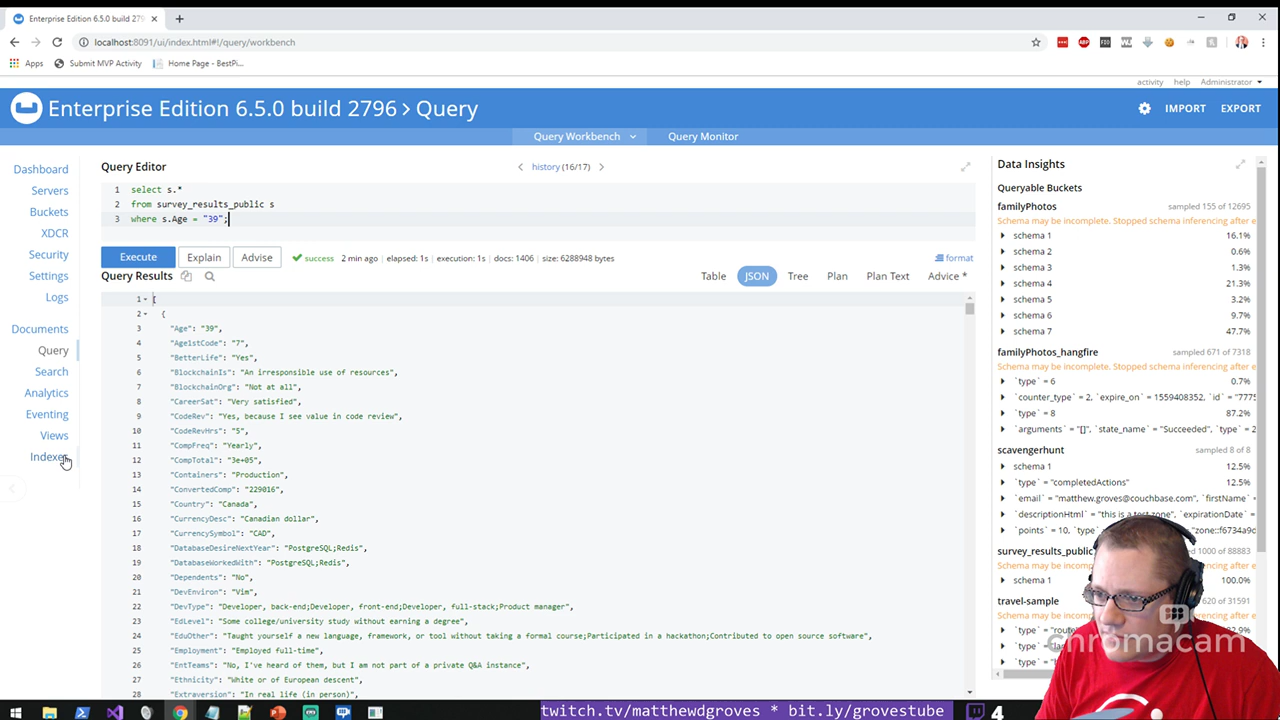 Enterprise Edition 6.5.0 build 279
localhost:8091/ui/index.html#!/query/workbench
Apps
Submit MVP Activity
Home Page - BestPi...
activity help Administrator
Enterprise Edition 6.5.0 build 2796 > Query
IMPORT EXPORT
Query Workbench
Query Monitor
Dashboard
Servers
Buckets
XDCR
Security
Settings
Logs
Documents
Query
Search
Analytics
Eventing
Views
Indexes
Query Editor
history (16/17)
1 select s.*
2 from survey_results_public s
3 where s.Age = "39";
Execute Explain Advise
success 2 min ago elapsed: 1s execution: 1s docs: 1406 size: 6288948 bytes
format
Query Results
Table JSON Tree Plan Plan Text Advice *
1 [
2 {
3 "Age": "39",
4 "Age1stCode": "7",
5 "BetterLife": "Yes",
6 "BlockchainIs": "An irresponsible use of resources",
7 "BlockchainOrg": "Not at all",
8 "CareerSat": "Very satisfied",
9 "CodeRev": "Yes, because I see value in code review",
10 "CodeRevHrs": "5",
11 "CompFreq": "Yearly",
12 "CompTotal": "3e+05",
13 "Containers": "Production",
14 "ConvertedComp": "229016",
15 "Country": "Canada",
16 "CurrencyDesc": "Canadian dollar",
17 "CurrencySymbol": "CAD",
18 "DatabaseDesireNextYear": "PostgreSQL;Redis",
19 "DatabaseWorkedWith": "PostgreSQL;Redis",
20 "Dependents": "No",
21 "DevEnviron": "Vim",
22 "DevType": "Developer, back-end;Developer, front-end;Developer, full-stack;Product manager",
23 "EdLevel": "Some college/university study without earning a degree",
24 "EduOther": "Taught yourself a new language, framework, or tool without taking a formal course;Participated in a hackathon;Contributed to open source software",
25 "Employment": "Employed full-time",
26 "EntTeams": "No, I've heard of them, but I am not part of a private Q&A instance",
27 "Ethnicity": "White or of European descent",
28 "Extraversion": "In real life (in person)",
Data Insights
Queryable Buckets
familyPhotos sampled 155 of 12695
Schema may be incomplete. Stopped schema inferencing after e
schema 1 16.1%
schema 2 0.6%
schema 3 1.3%
schema 4 21.3%
schema 5 3.2%
schema 6 9.7%
schema 7 47.7%
familyPhotos_hangfire sampled 671 of 7318
Schema may be incomplete. Stopped schema inferencing after e
`type` = 6 0.7%
`counter_type` = 2, `expire_on` = 1559408352, `id` = "7775
`type` = 8 87.2%
`arguments` = "[]", `state_name` = "Succeeded", `type` = 2
scavengerhunt sampled 8 of 8
schema 1 12.5%
`type` = "completedActions" 12.5%
`email` = "matthew.groves@couchbase.com", `firstName`
`descriptionHtml` = "this is a test zone", `expirationDate`
`points` = 10, `type` = "zone::f6734a9d
survey_results_public 1000 of 88883
schema 1 100.0%
travel-sample 620 of 31591
Schema may be
chromacam
twitch.tv/matthewdgroves * bit.ly/grovestube
4